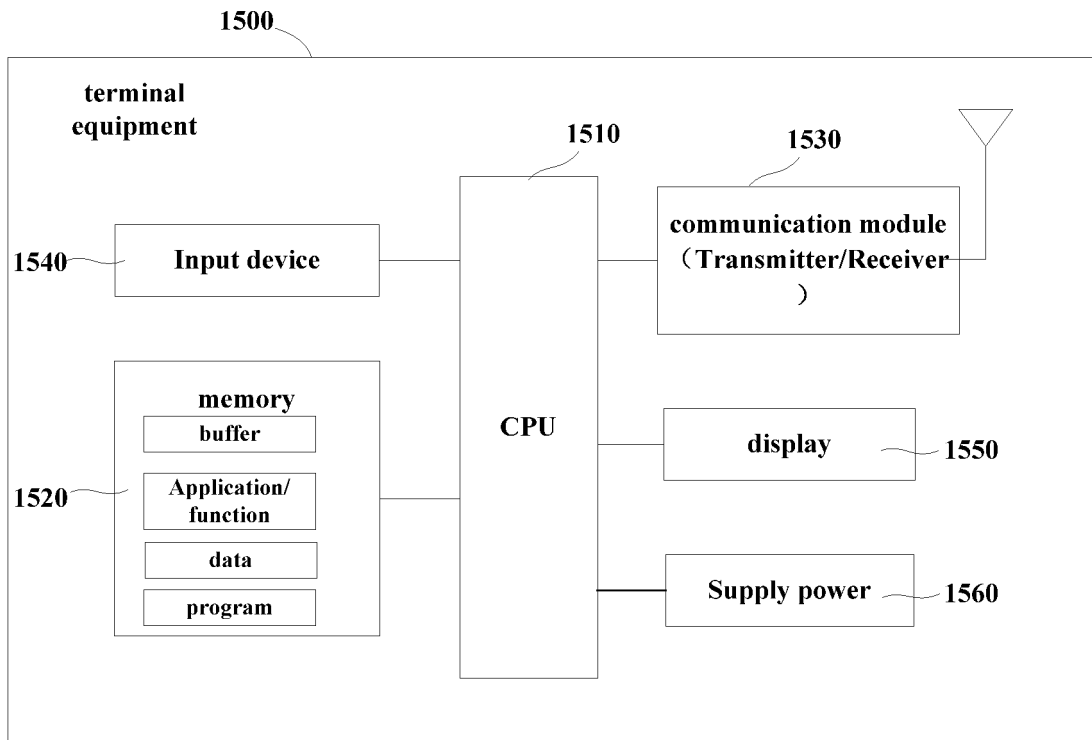 1500
terminal
equipment
1510
1530
communication module
（Transmitter/Receiver
）
1540
Input device
memory
buffer
CPU
display
1550
1520
Application/
function
data
program
Supply power
1560